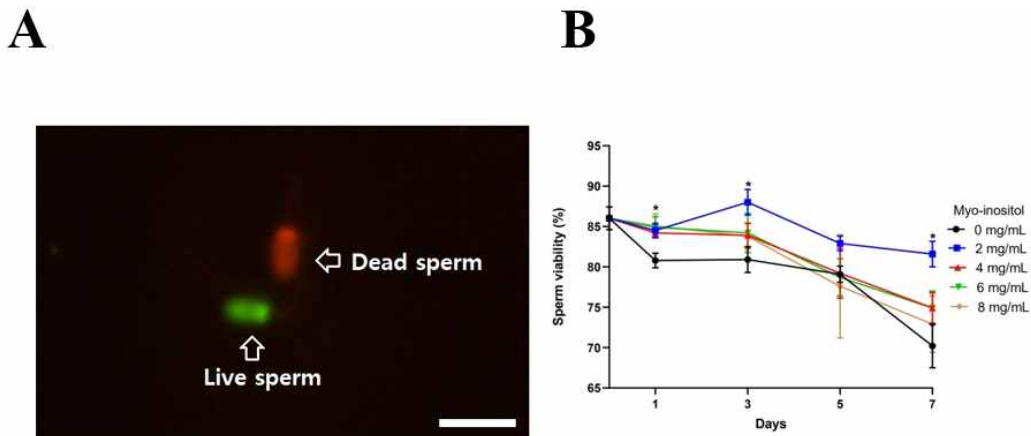 A
Dead sperm
Live sperm
B
95
90
85
80
75
70
65
Sperm viability (%)
1
3
5
7
Days
*
*
*
Myo-inositol
0 mg/mL
2 mg/mL
4 mg/mL
6 mg/mL
8 mg/mL